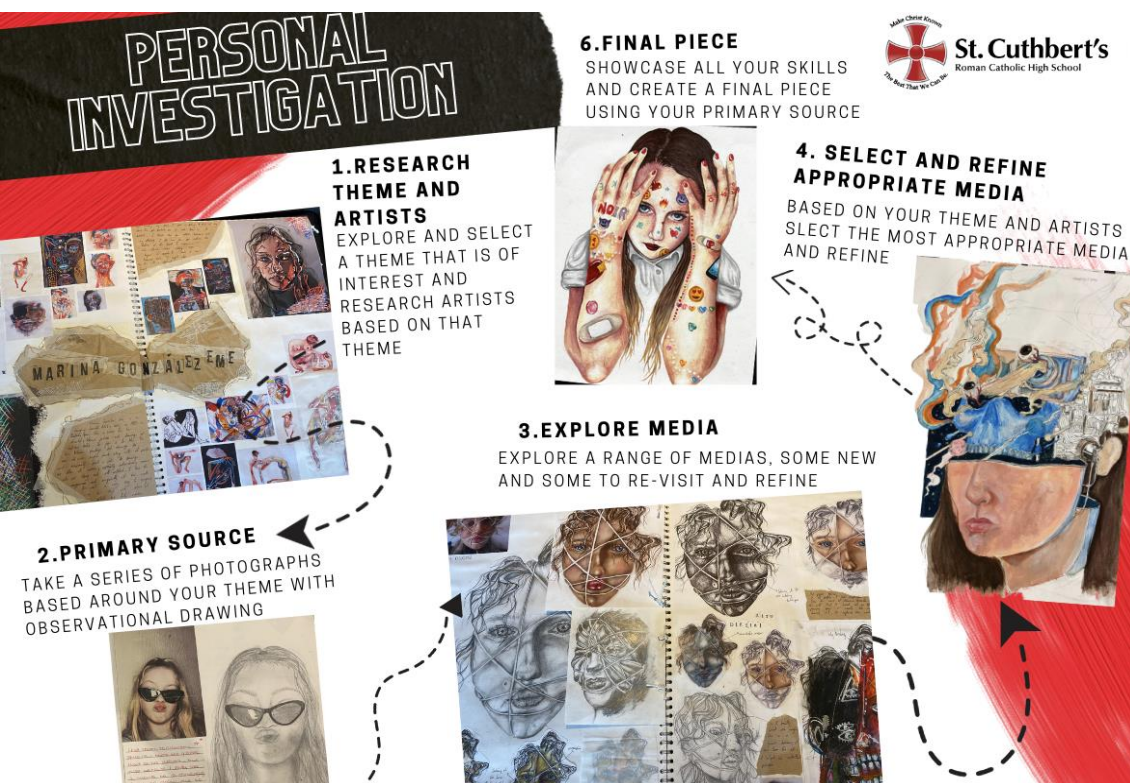 PERSONAL
INVESTIGATION
1.RESEARCH
THEME AND
ARTISTS
EXPLORE AND SELECT
A THEME THAT IS OF
INTEREST AND
RESEARCH ARTISTS
BASED ON THAT
THEME
MARINA GONZÁLEZ EME
2.PRIMARY SOURCE
TAKE A SERIES OF PHOTOGRAPHS
BASED AROUND YOUR THEME WITH
OBSERVATIONAL DRAWING
3.EXPLORE MEDIA
EXPLORE A RANGE OF MEDIAS, SOME NEW
AND SOME TO RE-VISIT AND REFINE
4. SELECT AND REFINE
APPROPRIATE MEDIA
BASED ON YOUR THEME AND ARTISTS
SLECT THE MOST APPROPRIATE MEDIA
AND REFINE
6.FINAL PIECE
SHOWCASE ALL YOUR SKILLS
AND CREATE A FINAL PIECE
USING YOUR PRIMARY SOURCE
NOIR
Make Christ Known
St. Cuthbert's
Roman Catholic High School
The Best That We Can Be.